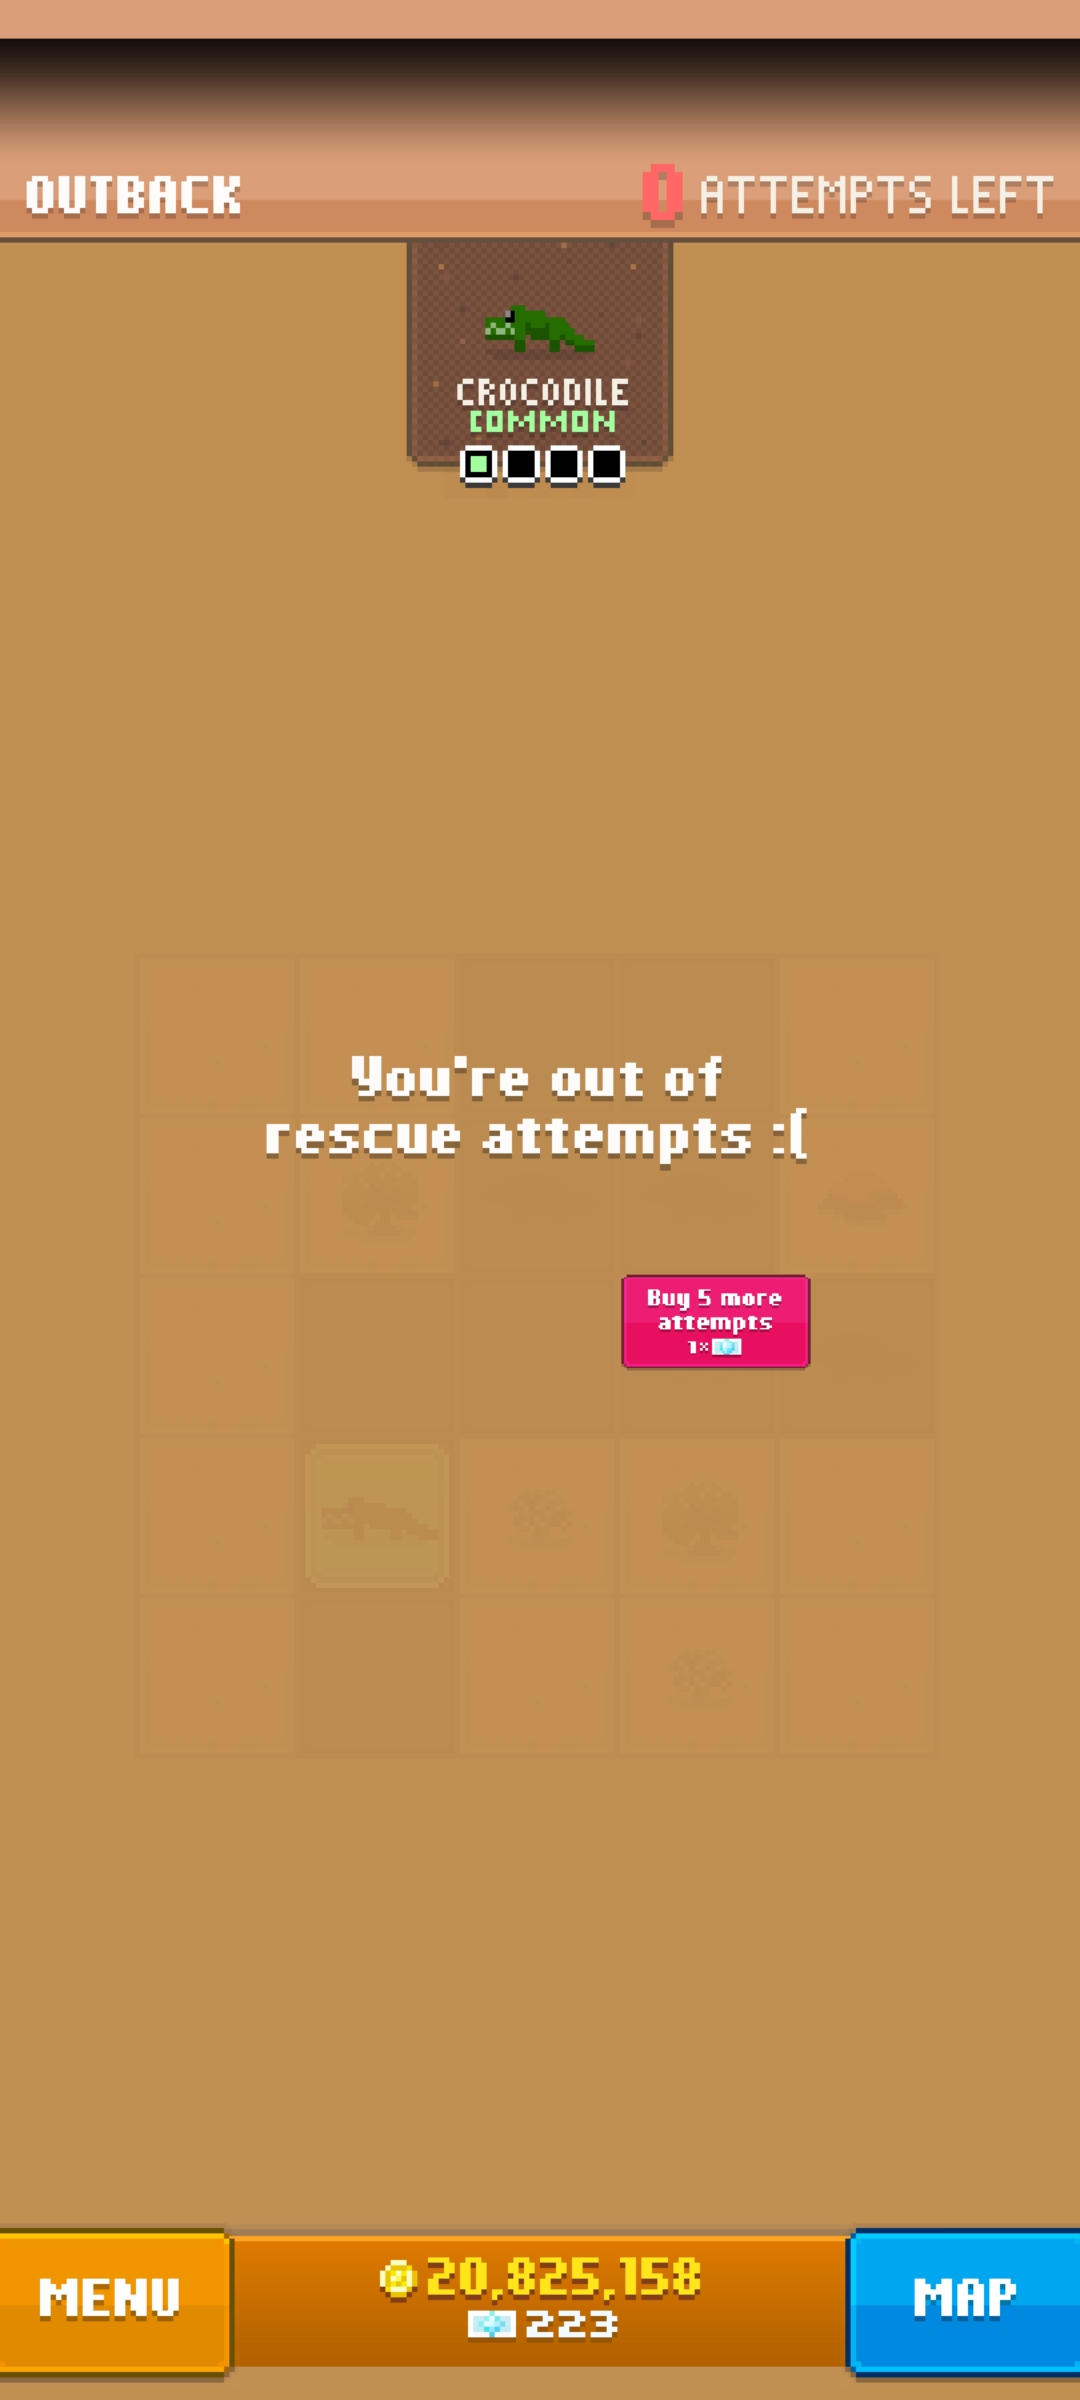 OUTBACK
0 ATTEMPTS LEFT
CROCODILE
COMMON
You're out of
rescue attempts :(
Buy 5 more
attempts
1×
MENU
20,825,158
223
MAP